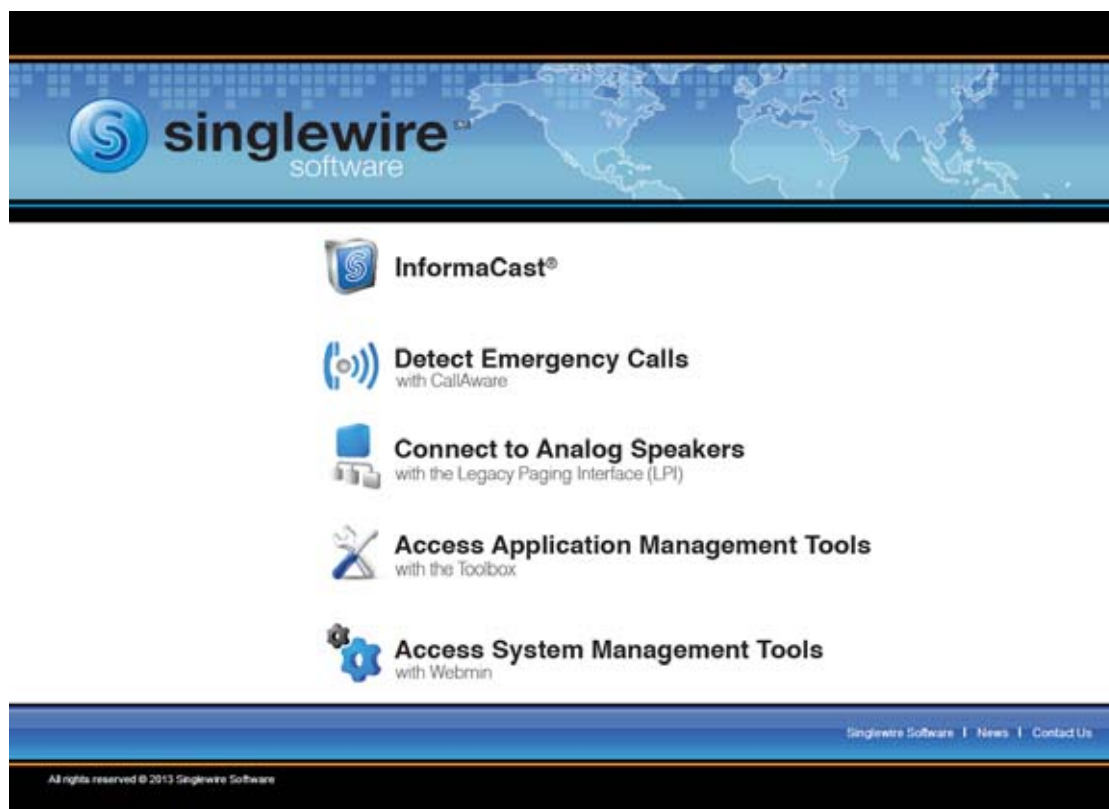 singlewire
software
InformaCast®
Detect Emergency Calls
with CallAware
Connect to Analog Speakers
with the Legacy Paging Interface (LPI)
Access Application Management Tools
with the Toolbox
Access System Management Tools
with Webmin
Singlewire Software | News | Contact Us
All rights reserved © 2013 Singlewire Software